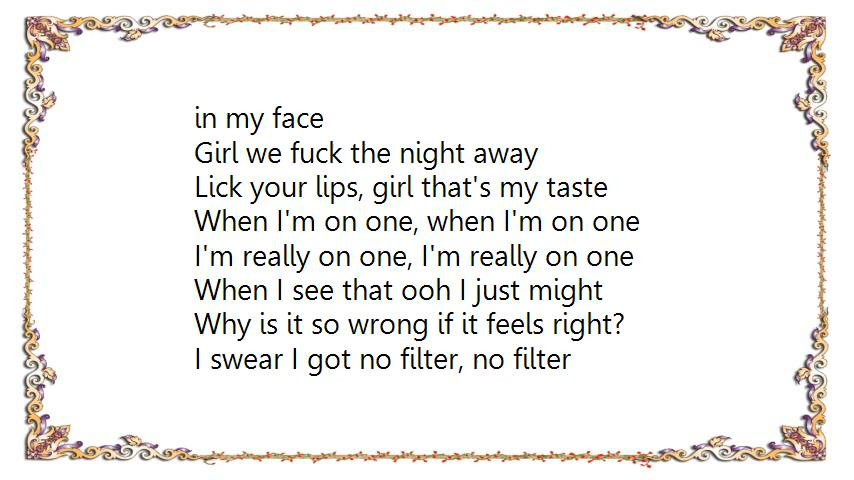 in my face
Girl we fuck the night away
Lick your lips, girl that's my taste
When I'm on one, when I'm on one
I'm really on one, I'm really on one
When I see that ooh I just might
Why is it so wrong if it feels right?
I swear I got no filter, no filter